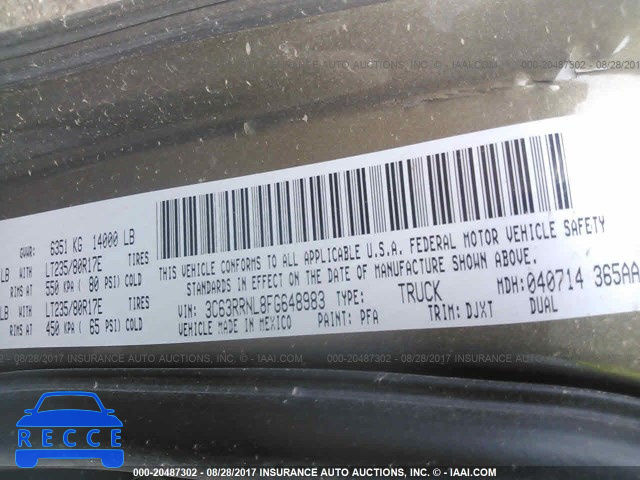 000-20487302 - 08/28/2017 INSURANCE AUTO AUCTIONS, INC. - © IAAI.COM
GVWR: 6351 KG 14000 LB
LB WITH LT235/80R17E TIRES
RIMS AT 550 KPA ( 80 PSI) COLD
LB WITH LT235/80R17E TIRES
RIMS AT 450 KPA ( 65 PSI) COLD
THIS VEHICLE CONFORMS TO ALL APPLICABLE U.S.A. FEDERAL MOTOR VEHICLE SAFETY
STANDARDS IN EFFECT ON THE DATE OF MANUFACTURE SHOWN ABOVE.
VIN: 3C63RRNL8FG648983 TYPE: TRUCK MDH: 040714 365AA
VEHICLE MADE IN MEXICO PAINT: PFA TRIM: DJXT DUAL
000-20487302 - 08/28/2017 INSURANCE AUTO AUCTIONS, INC. - © IAAI.COM
RECCE
000-20487302 - 08/28/2017 INSURANCE AUTO AUCTIONS, INC. - © IAAI.COM